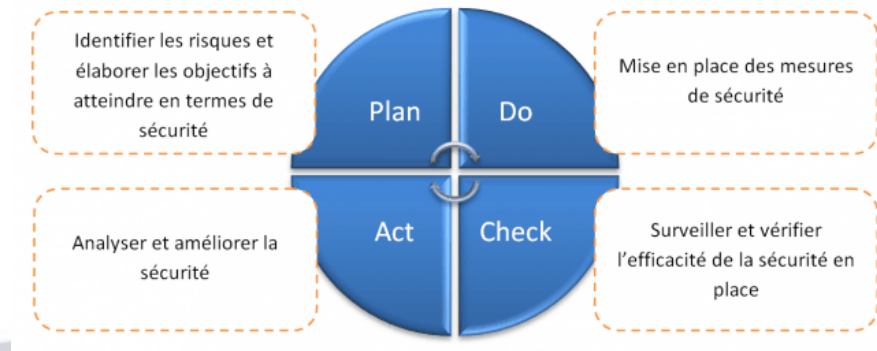 Identifier les risques et
élaborer les objectifs à
atteindre en termes de
sécurité
Plan
Do
Mise en place des mesures
de sécurité
Analyser et améliorer la
sécurité
Act
Check
Surveiller et vérifier
l'efficacité de la sécurité en
place